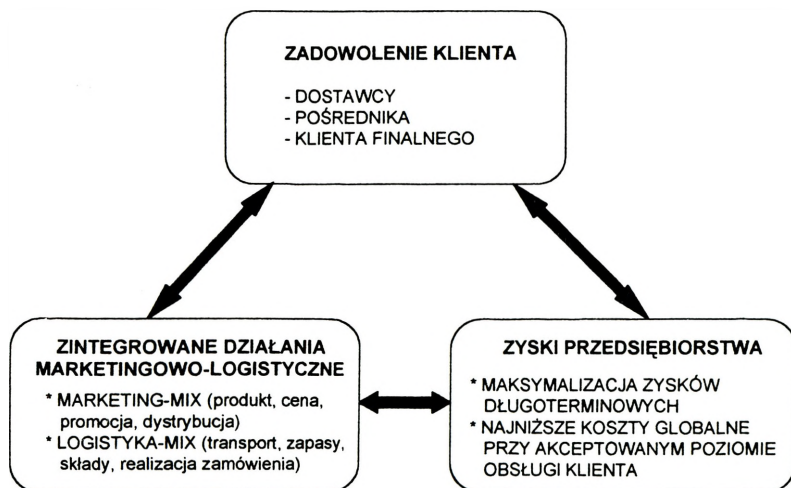 ZADOWOLENIE KLIENTA
- DOSTAWCY
- POŚREDNIKA
- KLIENTA FINALNEGO
ZINTEGROWANE DZIAŁANIA
MARKETINGOWO-LOGISTYCZNE
* MARKETING-MIX (produkt, cena,
promocja, dystrybucja)
* LOGISTYKA-MIX (transport, zapasy,
składy, realizacja zamówienia)
ZYSKI PRZEDSIĘBIORSTWA
* MAKSYMALIZACJA ZYSKÓW
DŁUGOTERMINOWYCH
* NAJNIŻSZE KOSZTY GLOBALNE
PRZY AKCEPTOWANYM POZIOMIE
OBSŁUGI KLIENTA